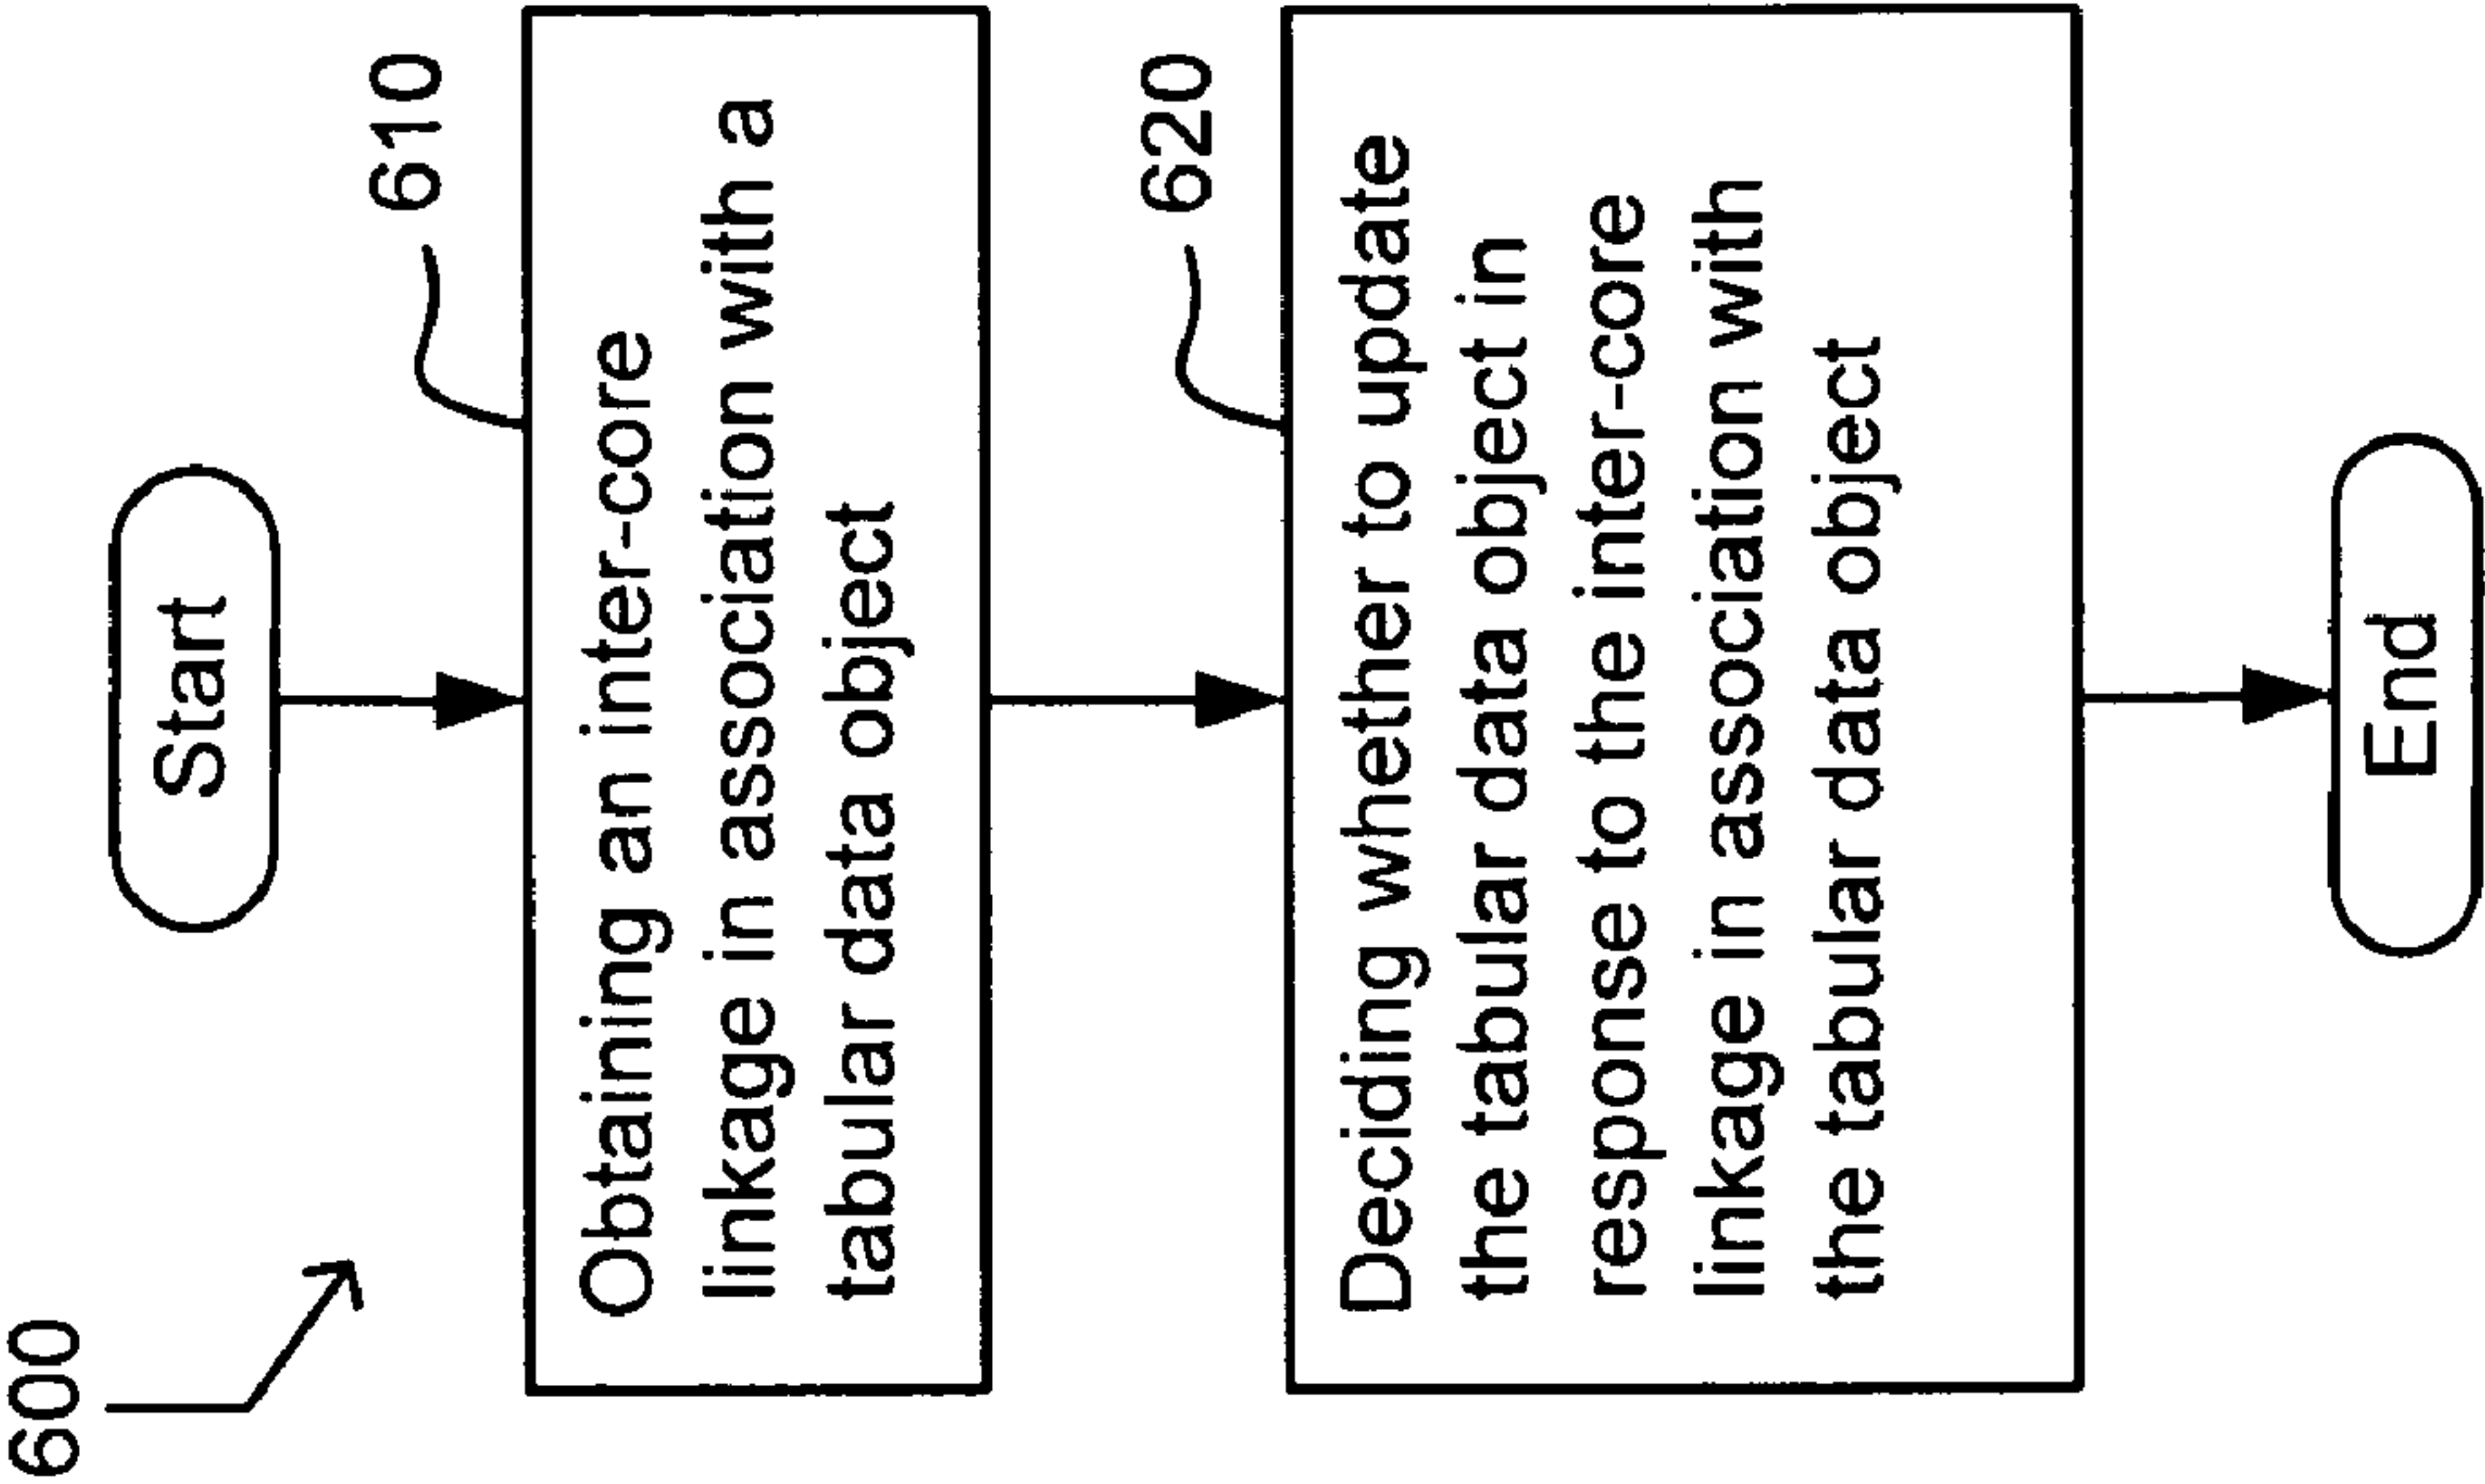 600
Start
610
Obtaining an inter-core
linkage in association with a
tabular data object
620
Deciding whether to update
the tabular data object in
response to the inter-core
linkage in association with
the tabular data object
End